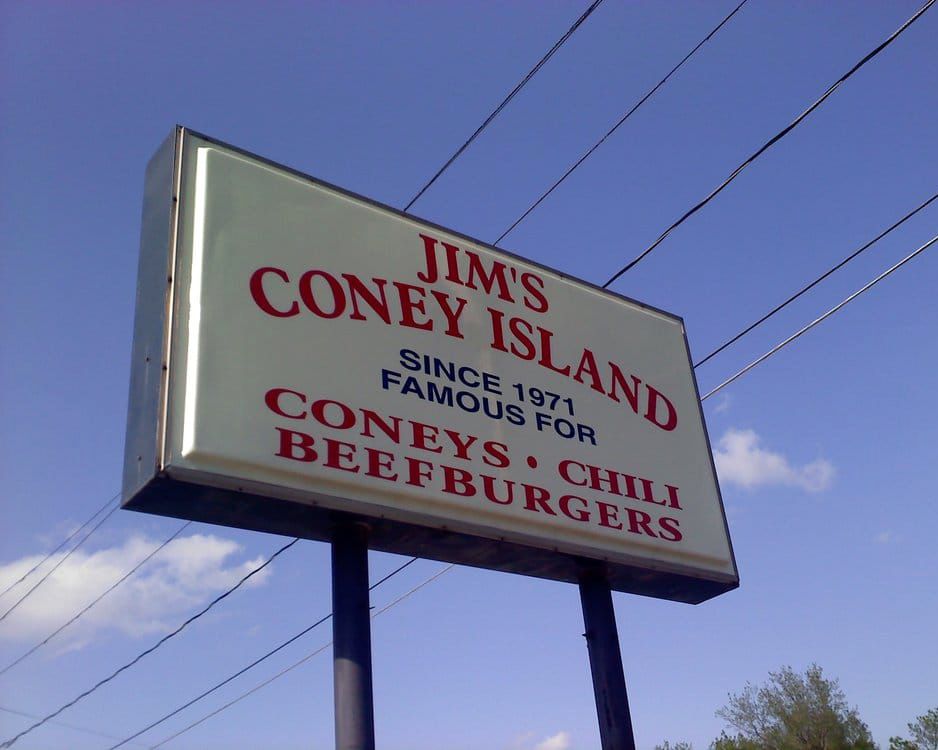 JIM'S
CONEY ISLAND
SINCE 1971
FAMOUS FOR
CONEYS • CHILI
BEEFBURGERS